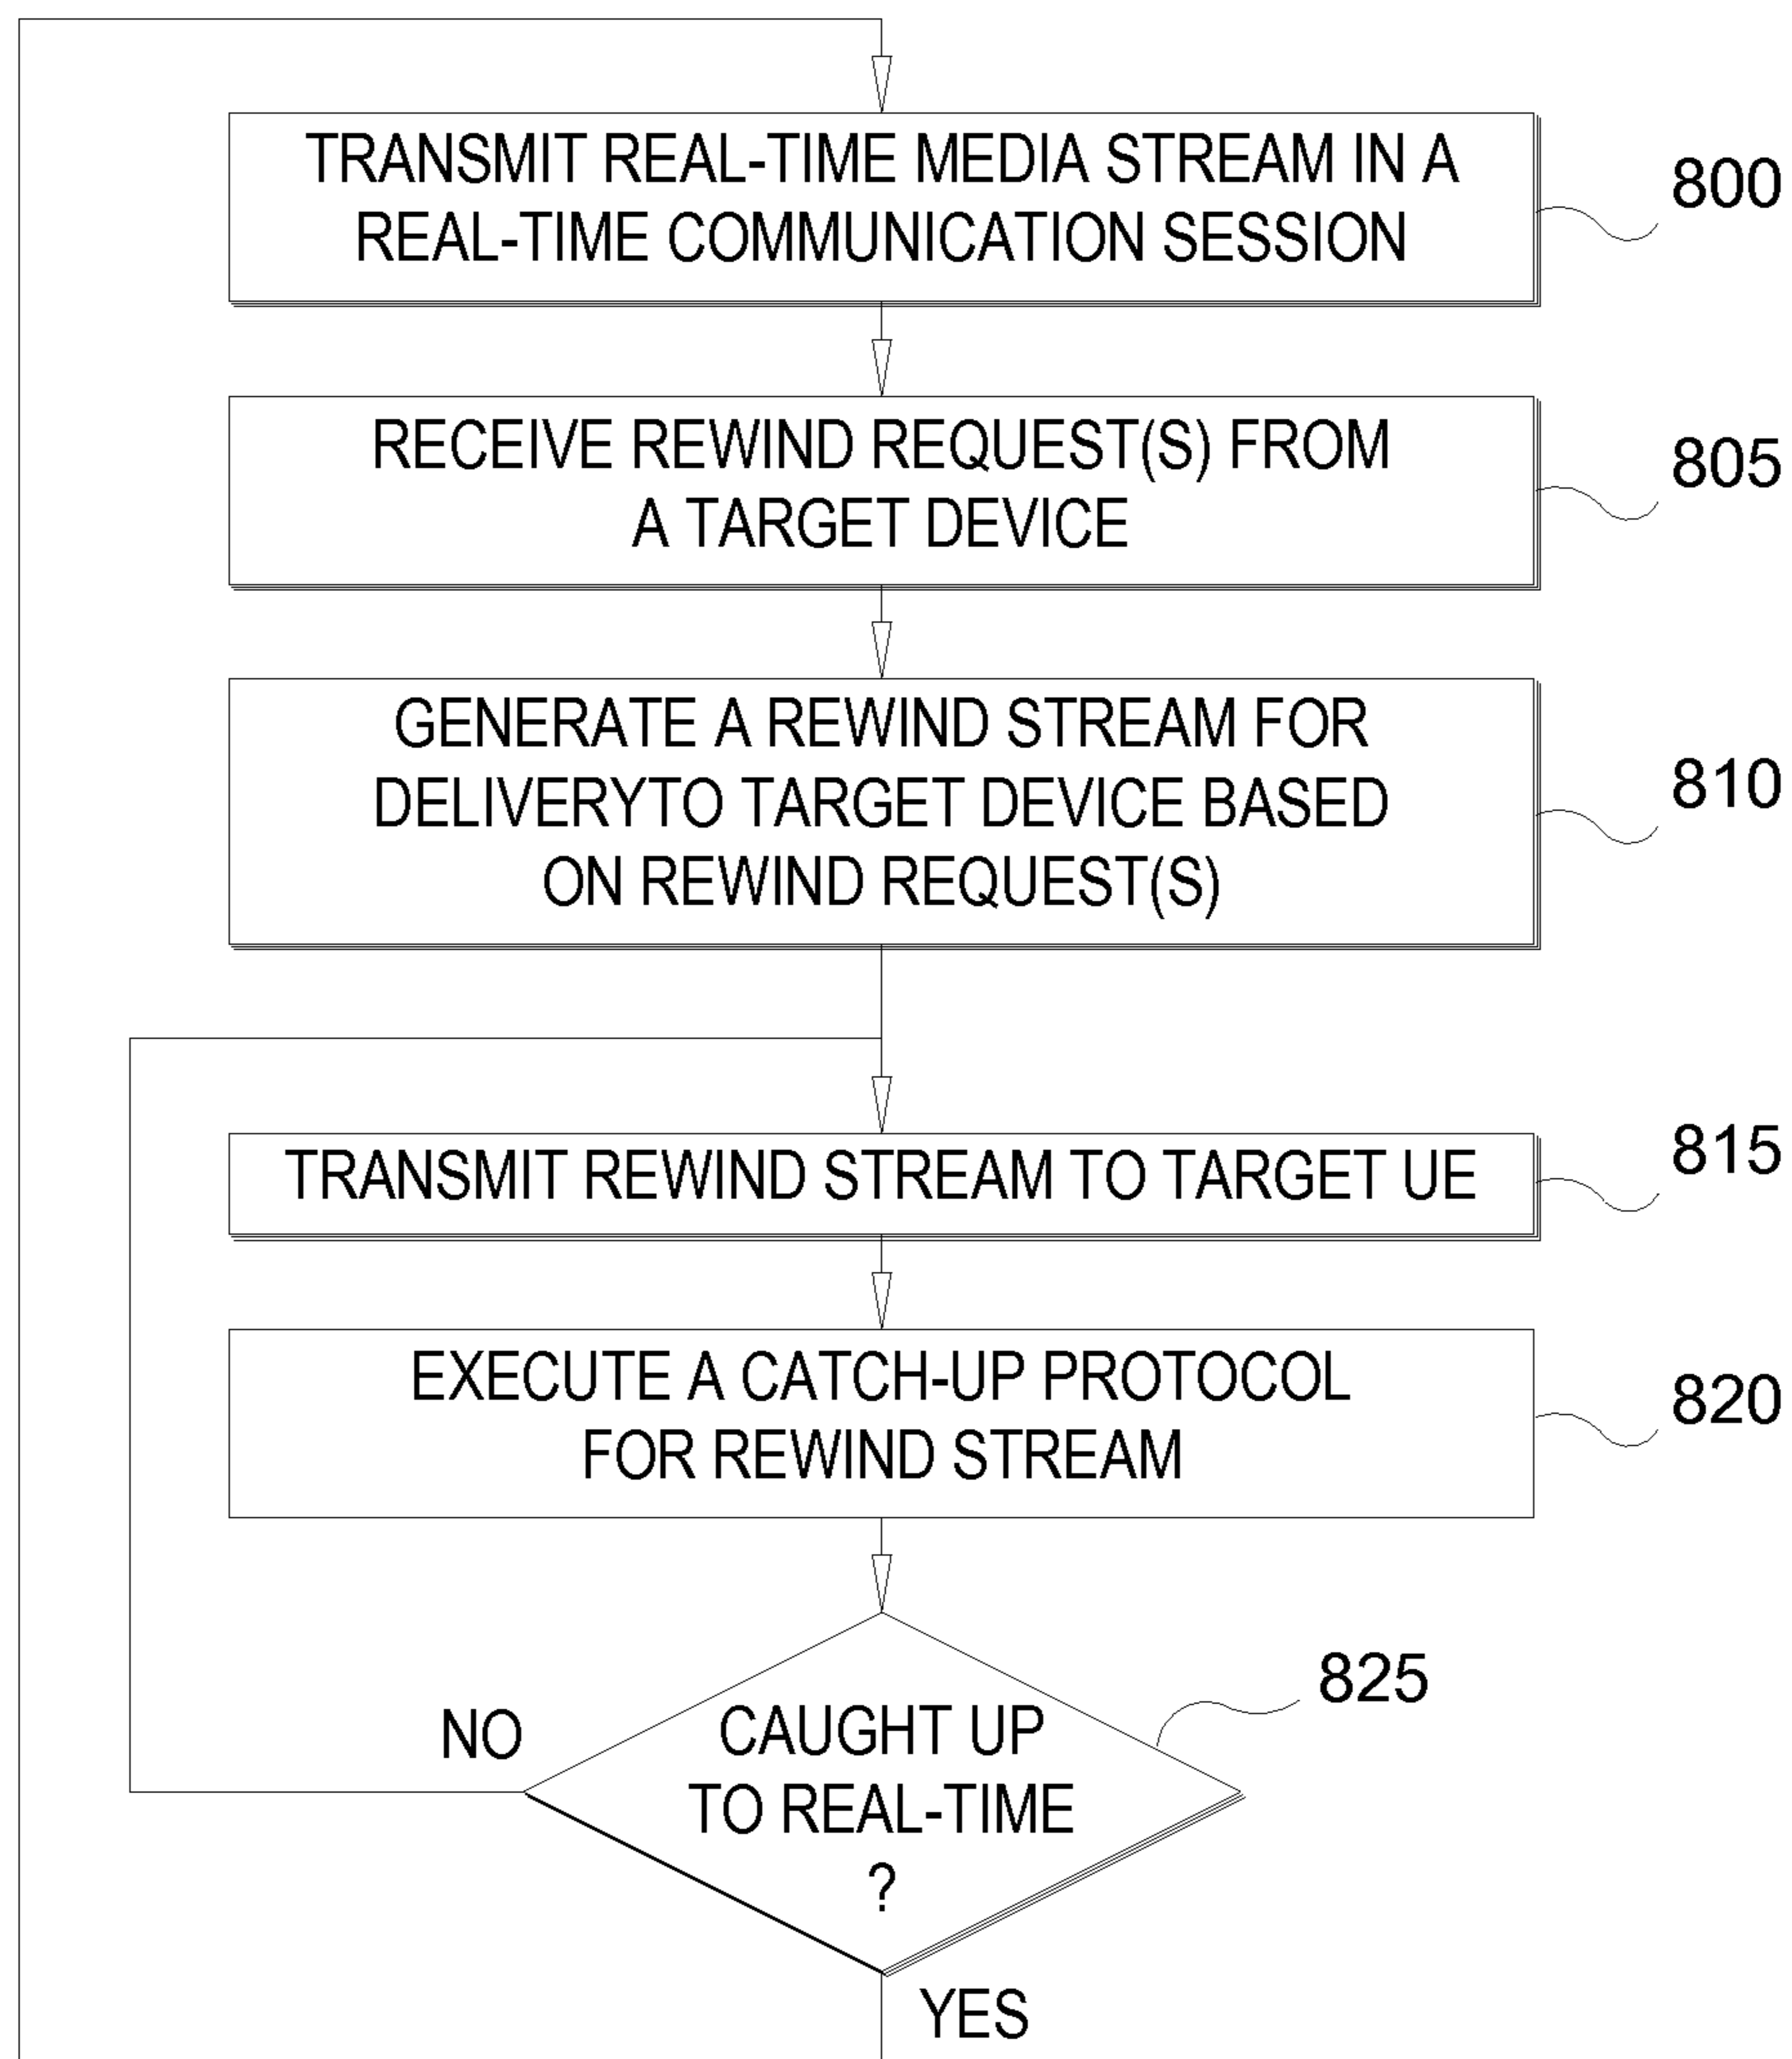 TRANSMIT REAL-TIME MEDIA STREAM IN A
REAL-TIME COMMUNICATION SESSION
800
RECEIVE REWIND REQUEST(S) FROM
A TARGET DEVICE
805
GENERATE A REWIND STREAM FOR
DELIVERYTO TARGET DEVICE BASED
ON REWIND REQUEST(S)
810
TRANSMIT REWIND STREAM TO TARGET UE
815
EXECUTE A CATCH-UP PROTOCOL
FOR REWIND STREAM
820
825
NO
CAUGHT UP
TO REAL-TIME
?
YES